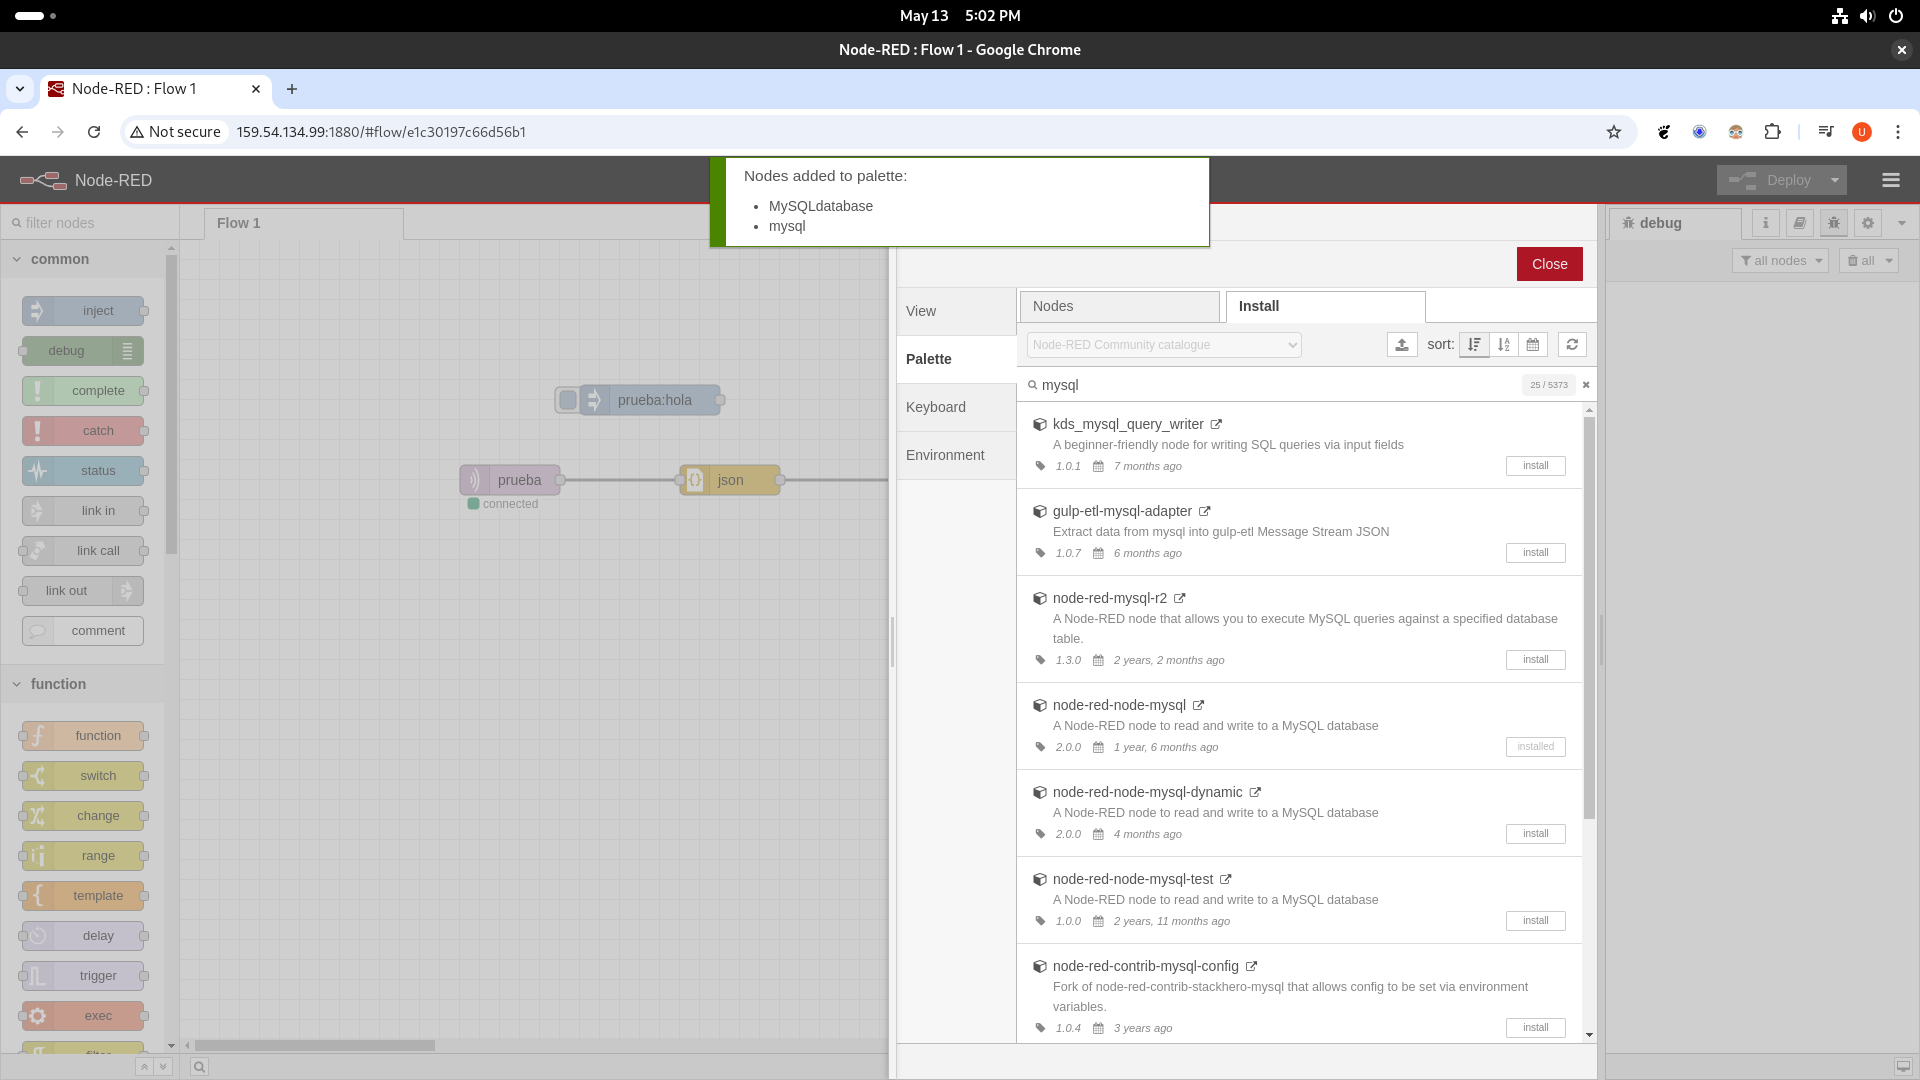 May 13 5:02 PM
Node-RED : Flow 1 - Google Chrome
Node-RED : Flow 1
Not secure 159.54.134.99:1880/#flow/e1c30197c66d56b1
U
Node-RED
Deploy
Nodes added to palette:
MySQLdatabase
mysql
filter nodes
Flow 1
debug
all nodes
all
Close
common
inject
debug
complete
catch
status
link in
link call
link out
comment
function
function
switch
change
range
template
delay
trigger
exec
prueba:hola
prueba
connected
json
View
Palette
Keyboard
Environment
Nodes
Install
Node-RED Community catalogue
sort:
mysql
25 / 5373
kds_mysql_query_writer
A beginner-friendly node for writing SQL queries via input fields
1.0.1 7 months ago
install
gulp-etl-mysql-adapter
Extract data from mysql into gulp-etl Message Stream JSON
1.0.7 6 months ago
install
node-red-mysql-r2
A Node-RED node that allows you to execute MySQL queries against a specified database
table.
1.3.0 2 years, 2 months ago
install
node-red-node-mysql
A Node-RED node to read and write to a MySQL database
2.0.0 1 year, 6 months ago
installed
node-red-node-mysql-dynamic
A Node-RED node to read and write to a MySQL database
2.0.0 4 months ago
install
node-red-node-mysql-test
A Node-RED node to read and write to a MySQL database
1.0.0 2 years, 11 months ago
install
node-red-contrib-mysql-config
Fork of node-red-contrib-stackhero-mysql that allows config to be set via environment
variables.
1.0.4 3 years ago
install